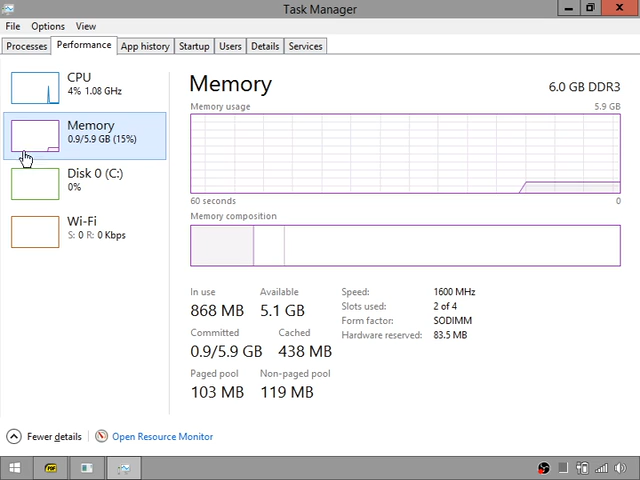 Task Manager
File Options View
Processes Performance App history Startup Users Details Services
CPU
4% 1.08 GHz
Memory
0.9/5.9 GB (15%)
Disk 0 (C:)
0%
Wi-Fi
S: 0 R: 0 Kbps
Memory 6.0 GB DDR3
Memory usage 5.9 GB
60 seconds 0
Memory composition
In use Available
868 MB 5.1 GB
Committed Cached
0.9/5.9 GB 438 MB
Paged pool Non-paged pool
103 MB 119 MB
Speed: 1600 MHz
Slots used: 2 of 4
Form factor: SODIMM
Hardware reserved: 83.5 MB
Fewer details Open Resource Monitor